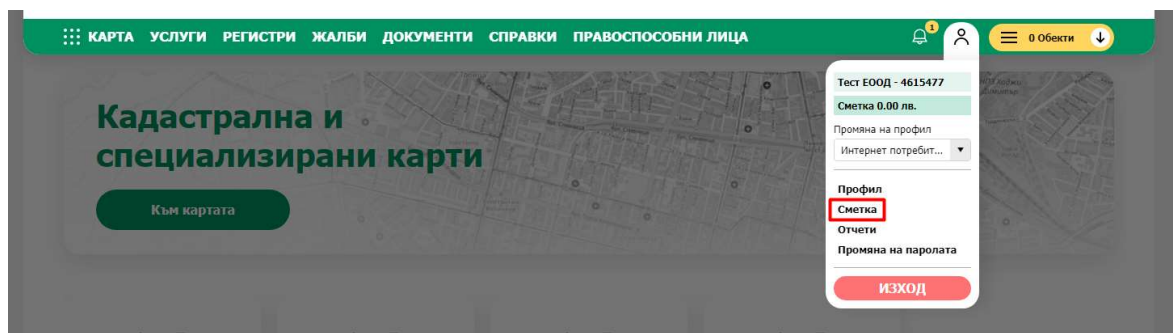 КАРТА УСЛУГИ РЕГИСТРИ ЖАЛБИ ДОКУМЕНТИ СПРАВКИ ПРАВОСПОСОБНИ ЛИЦА 1 0 Обекти
Тест ЕООД - 4615477
Сметка 0.00 лв.
Промяна на профил
Интернет потребит...
Кадастрална и
специализирани карти
Към картата
Профил
Сметка
Отчети
Промяна на паролата
ИЗХОД